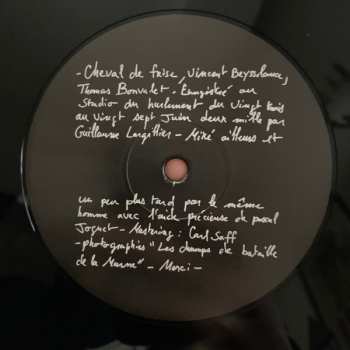 - Cheval de frise, Vincent Beysselance,
Thomas Bonvalet. Enregistré au
Studio du hurlement du vingt trois
au vingt sept Juin deux mille par
Guillaume - Mixé ailleurs et
un peu plus tard par le même
homme avec l'aide précieuse de pascal
Joguet - Mastering : Carl Saff
- photographies "Les champs de bataille
de la Marne" - Merci -